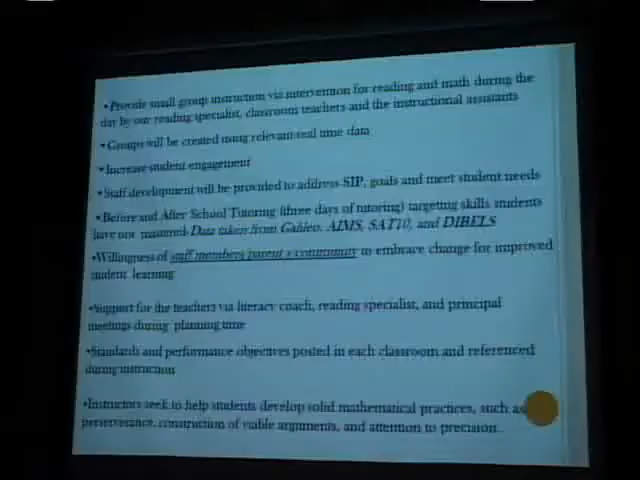 •Provide small group instruction via intervention for reading and math during the
day by our reading specialist, classroom teachers and the instructional assistants
•Groups will be created using relevant real time data
•Increase student engagement
•Staff development will be provided to address SIP, goals and meet student needs
•Before and After School Tutoring (three days of tutoring) targeting skills students
have not mastered-Data taken from Galileo, AIMS, SAT10, and DIBELS
•Willingness of staff members parent s community to embrace change for improved
student learning
•Support for the teachers via literacy coach, reading specialist, and principal
meetings during planning time
•Standards and performance objectives posted in each classroom and referenced
during instruction
•Instructors seek to help students develop solid mathematical practices, such as
perseverance, construction of viable arguments, and attention to precision.